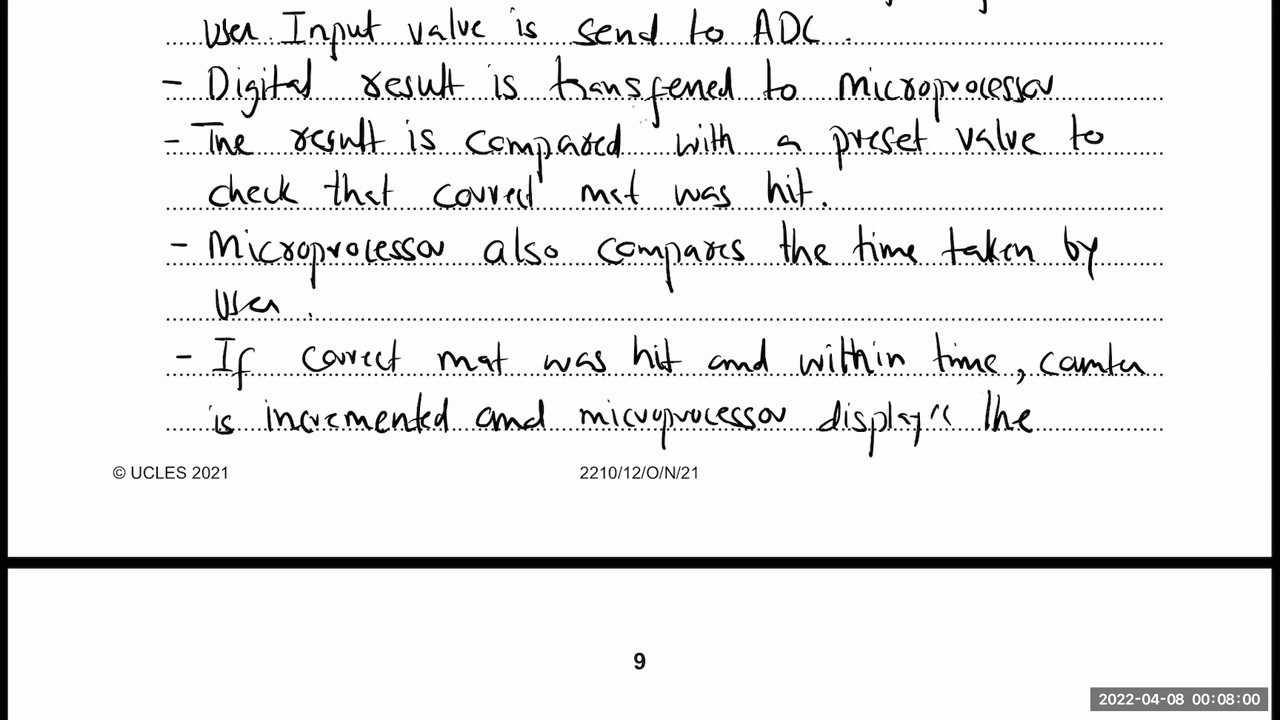 user. Input value is send to ADC.
- Digital result is transferred to microprocessor
- The result is compared with a preset value to
check that correct mat was hit.
- Microprocessor also compares the time taken by
user.
- If correct mat was hit and within time, counter
is incremented and microprocessor displays the
© UCLES 2021 2210/12/O/N/21
9
2022-04-08 00:08:00